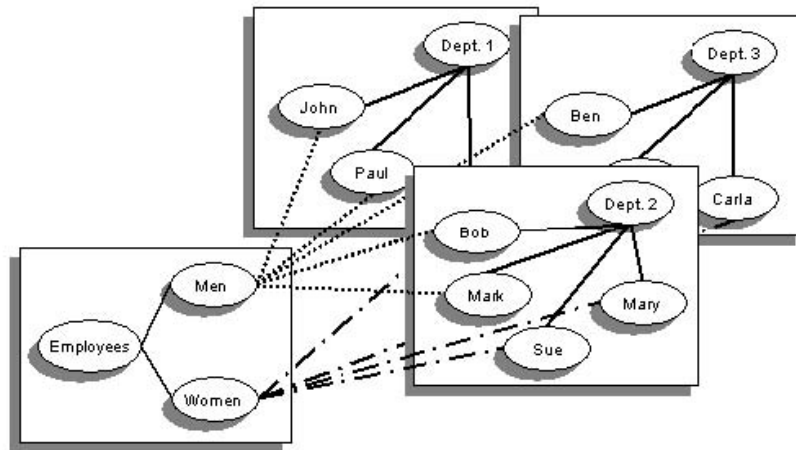 Dept. 1
John
Paul
Dept. 3
Ben
Carla
Dept. 2
Bob
Mark
Mary
Sue
Men
Employees
Women